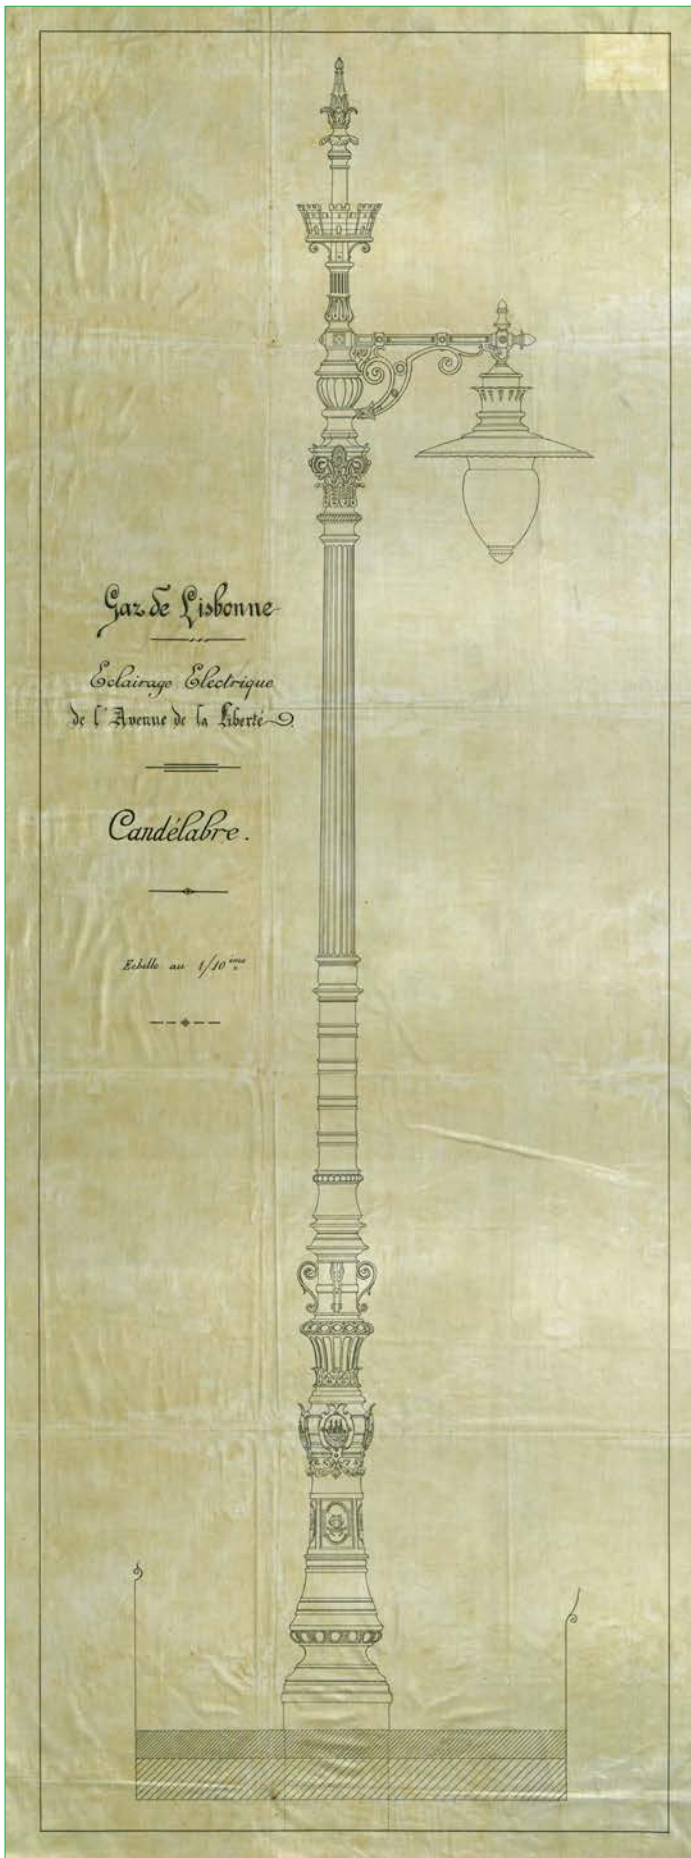 Gaz de Lisbonne
Eclairage Electrique
de l'Avenue de la Liberté
Candélabre.
Echelle au 1/10ème